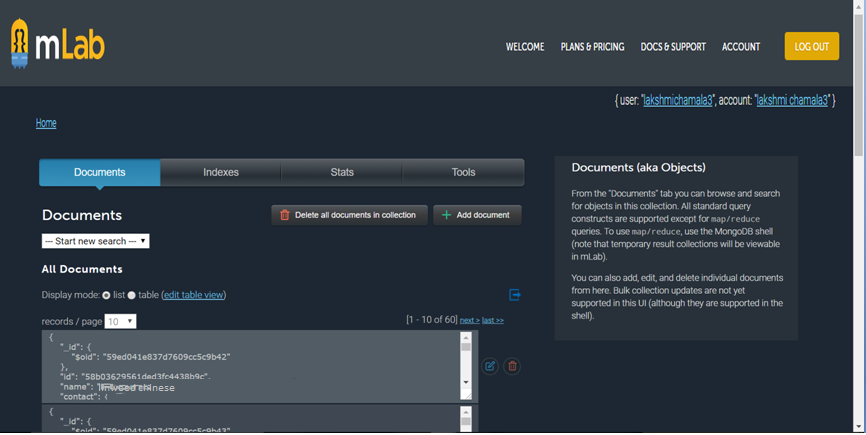 mLab
WELCOME PLANS & PRICING DOCS & SUPPORT ACCOUNT LOG OUT
{ user: "lakshmichamala3", account: "lakshmi chamala3" }
Home
Documents Indexes Stats Tools
Documents
Delete all documents in collection
Add document
--- Start new search ---
All Documents
Display mode: list table (edit table view)
records / page 10
[1 - 10 of 60] next > last >>
{
"_id": {
"$oid": "59ed041e837d7609cc5c9b42"
},
"id": "58b03629561ded3fc4438b9c",
"name": "
linwood chinese
"contact": {
{
"_id": {
"$oid": "59ed041e837d7609cc5c9b43"
Documents (aka Objects)
From the "Documents" tab you can browse and search
for objects in this collection. All standard query
constructs are supported except for map/reduce
queries. To use map/reduce, use the MongoDB shell
(note that temporary result collections will be viewable
in mLab).
You can also add, edit, and delete individual documents
from here. Bulk collection updates are not yet
supported in this UI (although they are supported in the
shell).